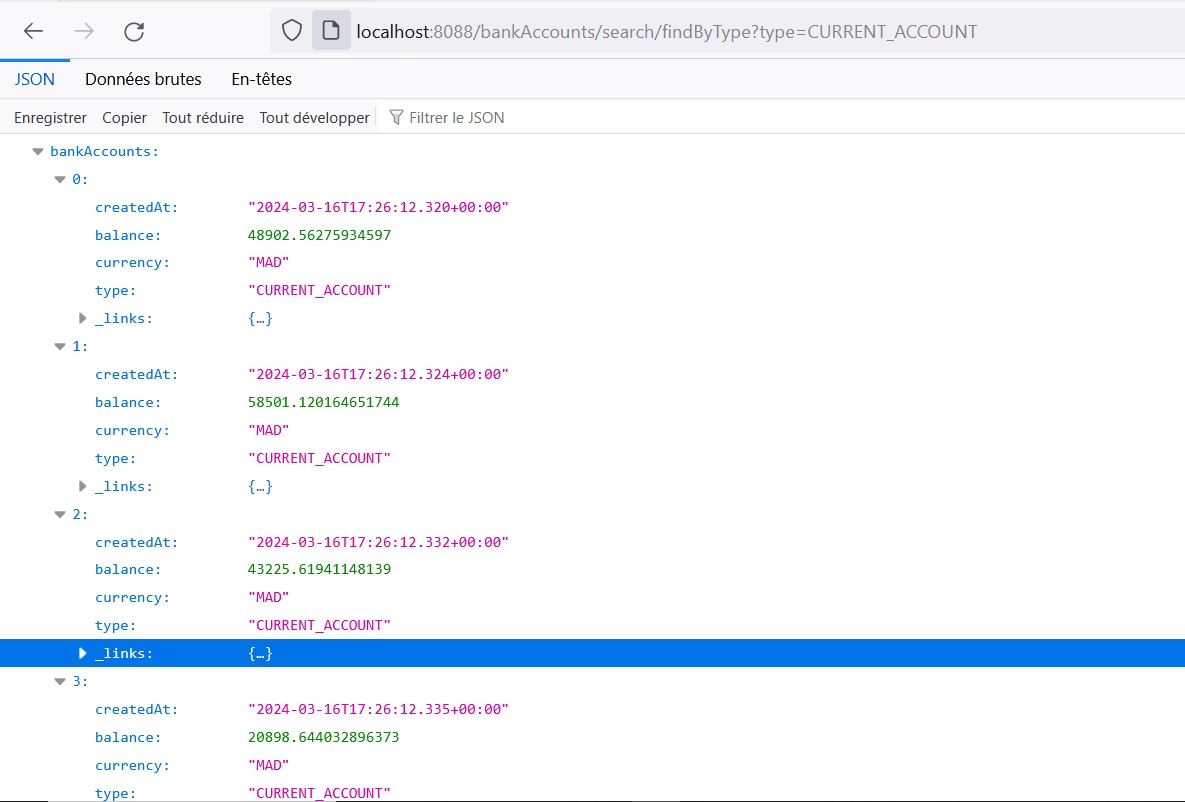 localhost:8088/bankAccounts/search/findByType?type=CURRENT_ACCOUNT
JSON Données brutes En-têtes
Enregistrer Copier Tout réduire Tout développer Filtrer le JSON
bankAccounts:
0:
createdAt: "2024-03-16T17:26:12.320+00:00"
balance: 48902.56275934597
currency: "MAD"
type: "CURRENT_ACCOUNT"
_links: {…}
1:
createdAt: "2024-03-16T17:26:12.324+00:00"
balance: 58501.120164651744
currency: "MAD"
type: "CURRENT_ACCOUNT"
_links: {…}
2:
createdAt: "2024-03-16T17:26:12.332+00:00"
balance: 43225.61941148139
currency: "MAD"
type: "CURRENT_ACCOUNT"
_links: {…}
3:
createdAt: "2024-03-16T17:26:12.335+00:00"
balance: 20898.644032896373
currency: "MAD"
type: "CURRENT_ACCOUNT"